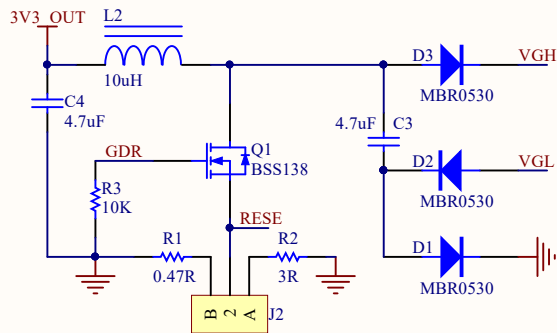 3V3_OUT
L2
10uH
C4
4.7uF
D3
VGH
MBR0530
4.7uF
C3
GDR
Q1
BSS138
D2
VGL
MBR0530
R3
10K
RESE
R1
R2
D1
0.47R
3R
MBR0530
B
2
A
J2